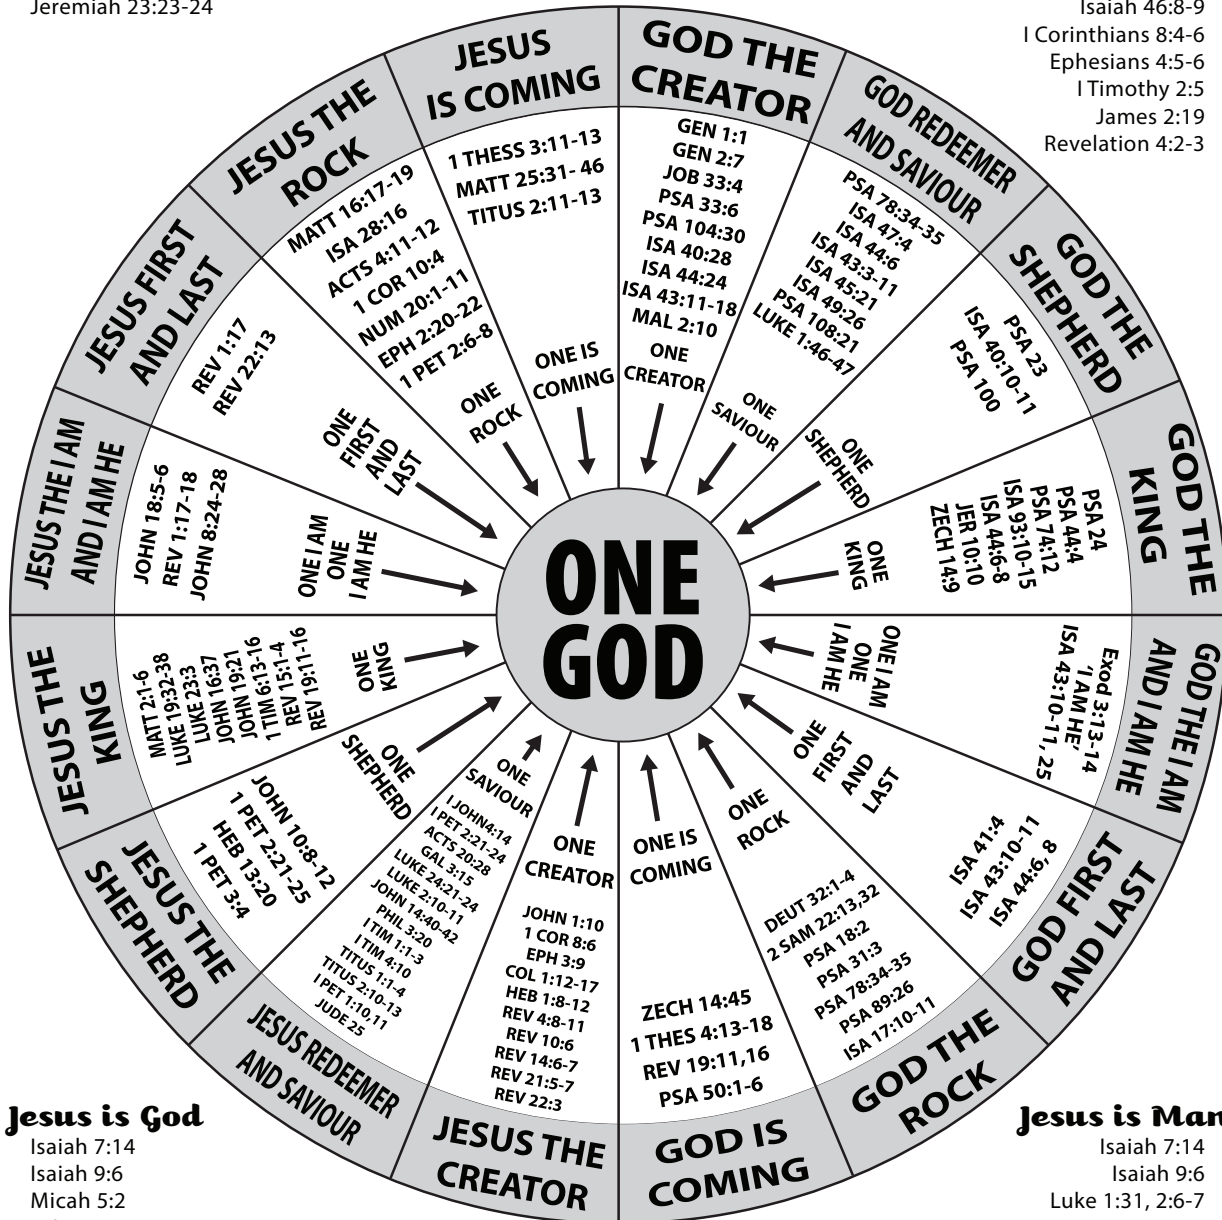 Jeremiah 23:23-24
Isaiah 46:8-9
I Corinthians 8:4-6
Ephesians 4:5-6
I Timothy 2:5
James 2:19
Revelation 4:2-3
GOD THE
CREATOR
GEN 1:1
GEN 2:7
JOB 33:4
PSA 33:6
PSA 104:30
ISA 40:28
ISA 44:24
ISA 43:11-18
MAL 2:10
ONE
CREATOR
GOD REDEEMER
AND SAVIOUR
PSA 78:34-35
ISA 47:4
ISA 44:6
ISA 43:3-11
ISA 45:21
ISA 49:26
PSA 108:21
LUKE 1:46-47
ONE
SAVIOUR
GOD THE
SHEPHERD
PSA 23
ISA 40:10-11
PSA 100
ONE
SHEPHERD
GOD THE
KING
PSA 24
PSA 44:4
PSA 74:12
ISA 93:10-15
ISA 44:6-8
JER 10:10
ZECH 14:9
ONE
KING
GOD THE I AM
AND I AM HE
Exod 3:13-14
'I AM HE'
ISA 43:10-11, 25
ONE I AM
ONE
I AM HE
GOD FIRST
AND LAST
ISA 41:4
ISA 43:10-11
ISA 44:6, 8
ONE
FIRST
AND
LAST
GOD THE
ROCK
DEUT 32:1-4
2 SAM 22:13,32
PSA 18:2
PSA 31:3
PSA 78:34-35
PSA 89:26
ISA 17:10-11
ONE
ROCK
GOD IS
COMING
ONE IS
COMING
ZECH 14:45
1 THES 4:13-18
REV 19:11,16
PSA 50:1-6
JESUS THE
CREATOR
ONE
CREATOR
JOHN 1:10
1 COR 8:6
EPH 3:9
COL 1:12-17
HEB 1:8-12
REV 4:8-11
REV 10:6
REV 14:6-7
REV 21:5-7
REV 22:3
JESUS REDEEMER
AND SAVIOUR
ONE
SAVIOUR
I JOHN4:14
I PET 2:21-24
ACTS 20:28
GAL 3:15
LUKE 24:21-24
LUKE 2:10-11
JOHN 14:40-42
PHIL 3:20
I TIM 1:1-3
I TIM 4:10
TITUS 1:1-4
TITUS 2:10-13
I PET 1:10,11
JUDE 25
JESUS THE
SHEPHERD
ONE
SHEPHERD
JOHN 10:8-12
1 PET 2:21-25
HEB 13:20
1 PET 3:4
JESUS THE
KING
MATT 2:1-6
LUKE 19:32-38
LUKE 23:3
JOHN 16:37
JOHN 19:21
1 TIM 6:13-16
REV 15:1-4
REV 19:11-16
ONE
KING
JESUS THE I AM
AND I AM HE
JOHN 18:5-6
REV 1:17-18
JOHN 8:24-28
ONE I AM
ONE
I AM HE
JESUS FIRST
AND LAST
REV 1:17
REV 22:13
ONE
FIRST
AND
LAST
JESUS THE
ROCK
MATT 16:17-19
ISA 28:16
ACTS 4:11-12
1 COR 10:4
NUM 20:1-11
EPH 2:20-22
1 PET 2:6-8
ONE
ROCK
JESUS
IS COMING
1 THESS 3:11-13
MATT 25:31- 46
TITUS 2:11-13
ONE IS
COMING
ONE
GOD
Jesus is God
Isaiah 7:14
Isaiah 9:6
Micah 5:2
Jesus is Man
Isaiah 7:14
Isaiah 9:6
Luke 1:31, 2:6-7